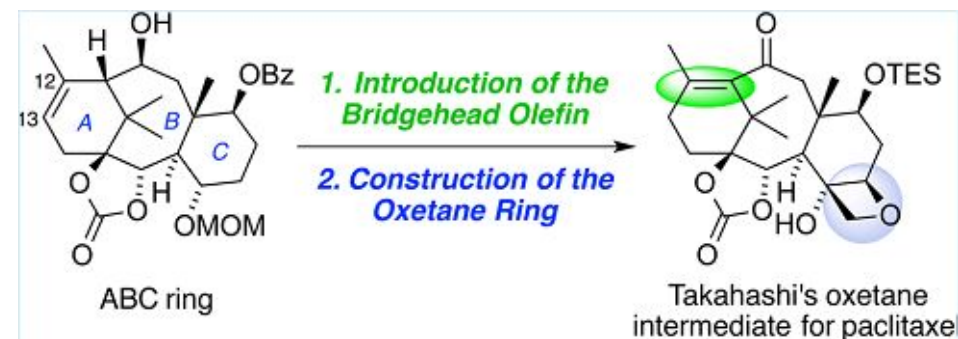 OH
H
12
OBz
13
A
B
C
H
O
O
O
OMOM
ABC ring
1. Introduction of the
Bridgehead Olefin
2. Construction of the
Oxetane Ring
O
OTES
H
O
O
HO
O
O
Takahashi's oxetane
intermediate for paclitaxel